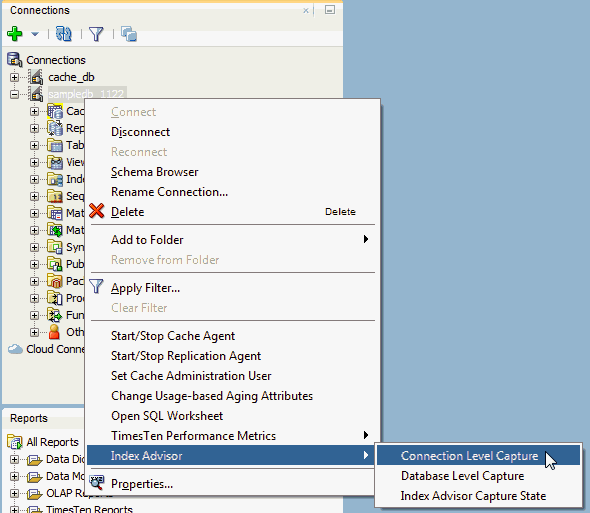 Connections
Connections
cache_db
sampledb_1122
Cac
Rep
Tab
View
Inde
Seq
Mat
Mat
Syn
Pub
Pac
Proc
Fun
Oth
Cloud Conne
Connect
Disconnect
Reconnect
Schema Browser
Rename Connection...
Delete Delete
Add to Folder
Remove from Folder
Apply Filter...
Clear Filter
Start/Stop Cache Agent
Start/Stop Replication Agent
Set Cache Administration User
Change Usage-based Aging Attributes
Open SQL Worksheet
TimesTen Performance Metrics
Index Advisor
Properties...
Connection Level Capture
Database Level Capture
Index Advisor Capture State
Reports
All Reports
Data Dic
Data Mo
OLAP Reports
TimesTen Reports